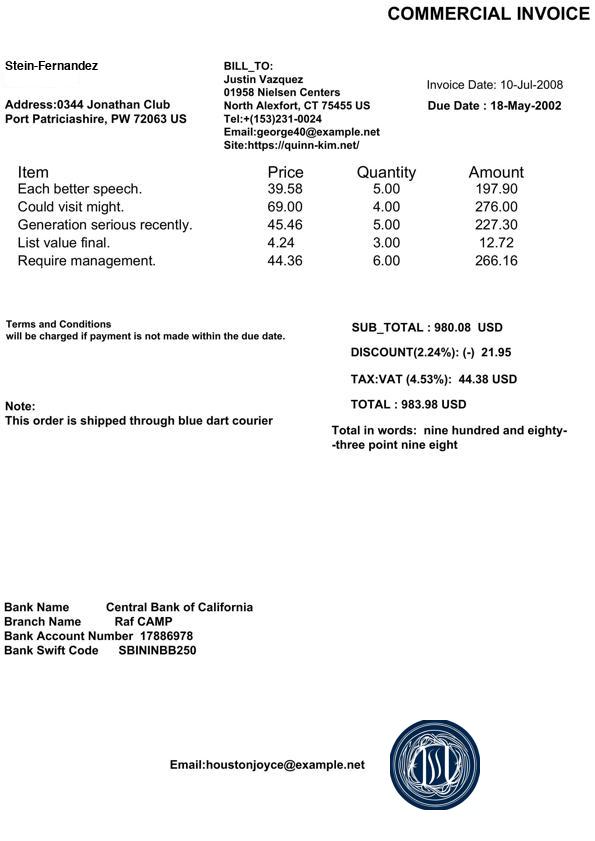 COMMERCIAL INVOICE
Stein-Fernandez
Address:0344 Jonathan Club
Port Patriciashire, PW 72063 US
BILL_TO:
Justin Vazquez
01958 Nielsen Centers
North Alexfort, CT 75455 US
Tel:+(153)231-0024
Email:george40@example.net
Site:https://quinn-kim.net/
Invoice Date: 10-Jul-2008
Due Date : 18-May-2002
Item Price Quantity Amount
Each better speech. 39.58 5.00 197.90
Could visit might. 69.00 4.00 276.00
Generation serious recently. 45.46 5.00 227.30
List value final. 4.24 3.00 12.72
Require management. 44.36 6.00 266.16
Terms and Conditions
will be charged if payment is not made within the due date.
SUB_TOTAL : 980.08 USD
DISCOUNT(2.24%): (-) 21.95
TAX:VAT (4.53%): 44.38 USD
TOTAL : 983.98 USD
Note:
This order is shipped through blue dart courier
Total in words: nine hundred and eighty-
-three point nine eight
Bank Name Central Bank of California
Branch Name Raf CAMP
Bank Account Number 17886978
Bank Swift Code SBININBB250
Email:houstonjoyce@example.net